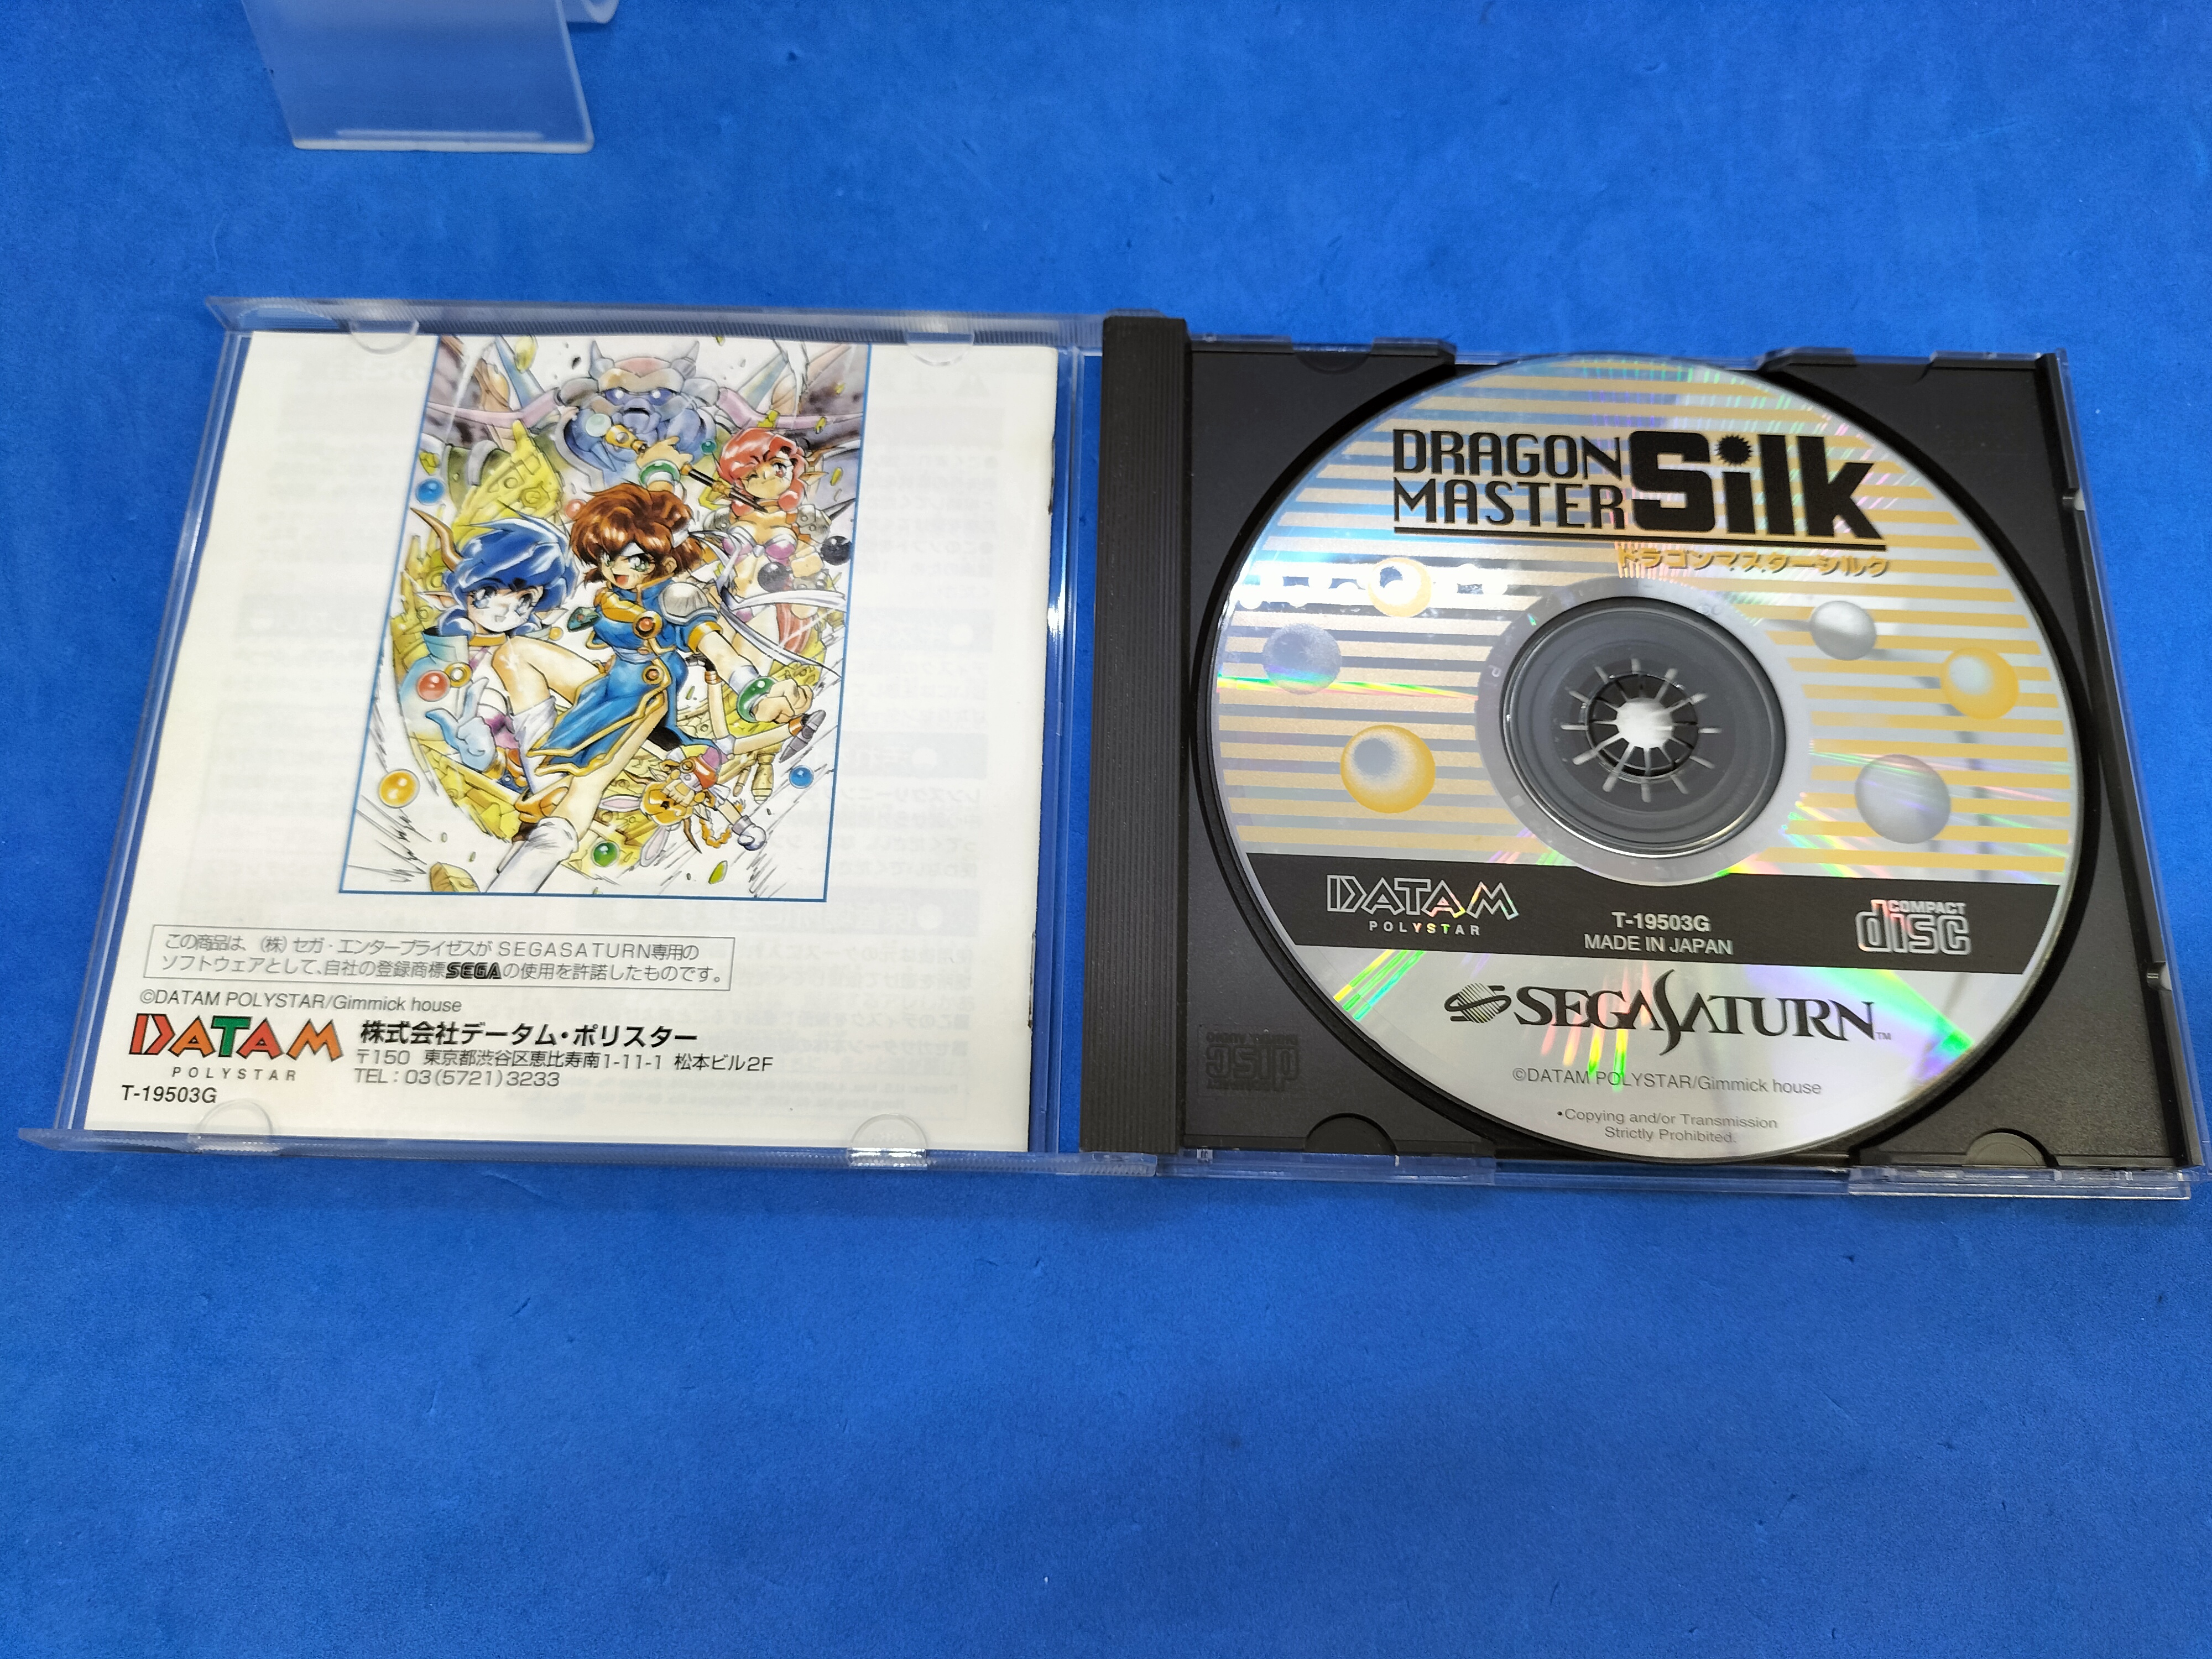 この商品は、(株)セガ・エンタープライゼスがSEGASATURN専用の
ソフトウェアとして、自社の登録商標SEGAの使用を許諾したものです。
©DATAM POLYSTAR/Gimmick house
DATAM
POLYSTAR
株式会社データム・ポリスター
〒150 東京都渋谷区恵比寿南1-11-1 松本ビル2F
TEL:03(5721)3233
T-19503G
DRAGON
MASTER
Silk
ドラゴンマスターシルク
DATAM
POLYSTAR
T-19503G
MADE IN JAPAN
COMPACT
disc
SEGASATURN™
©DATAM POLYSTAR/Gimmick house
•Copying and/or Transmission
Strictly Prohibited.